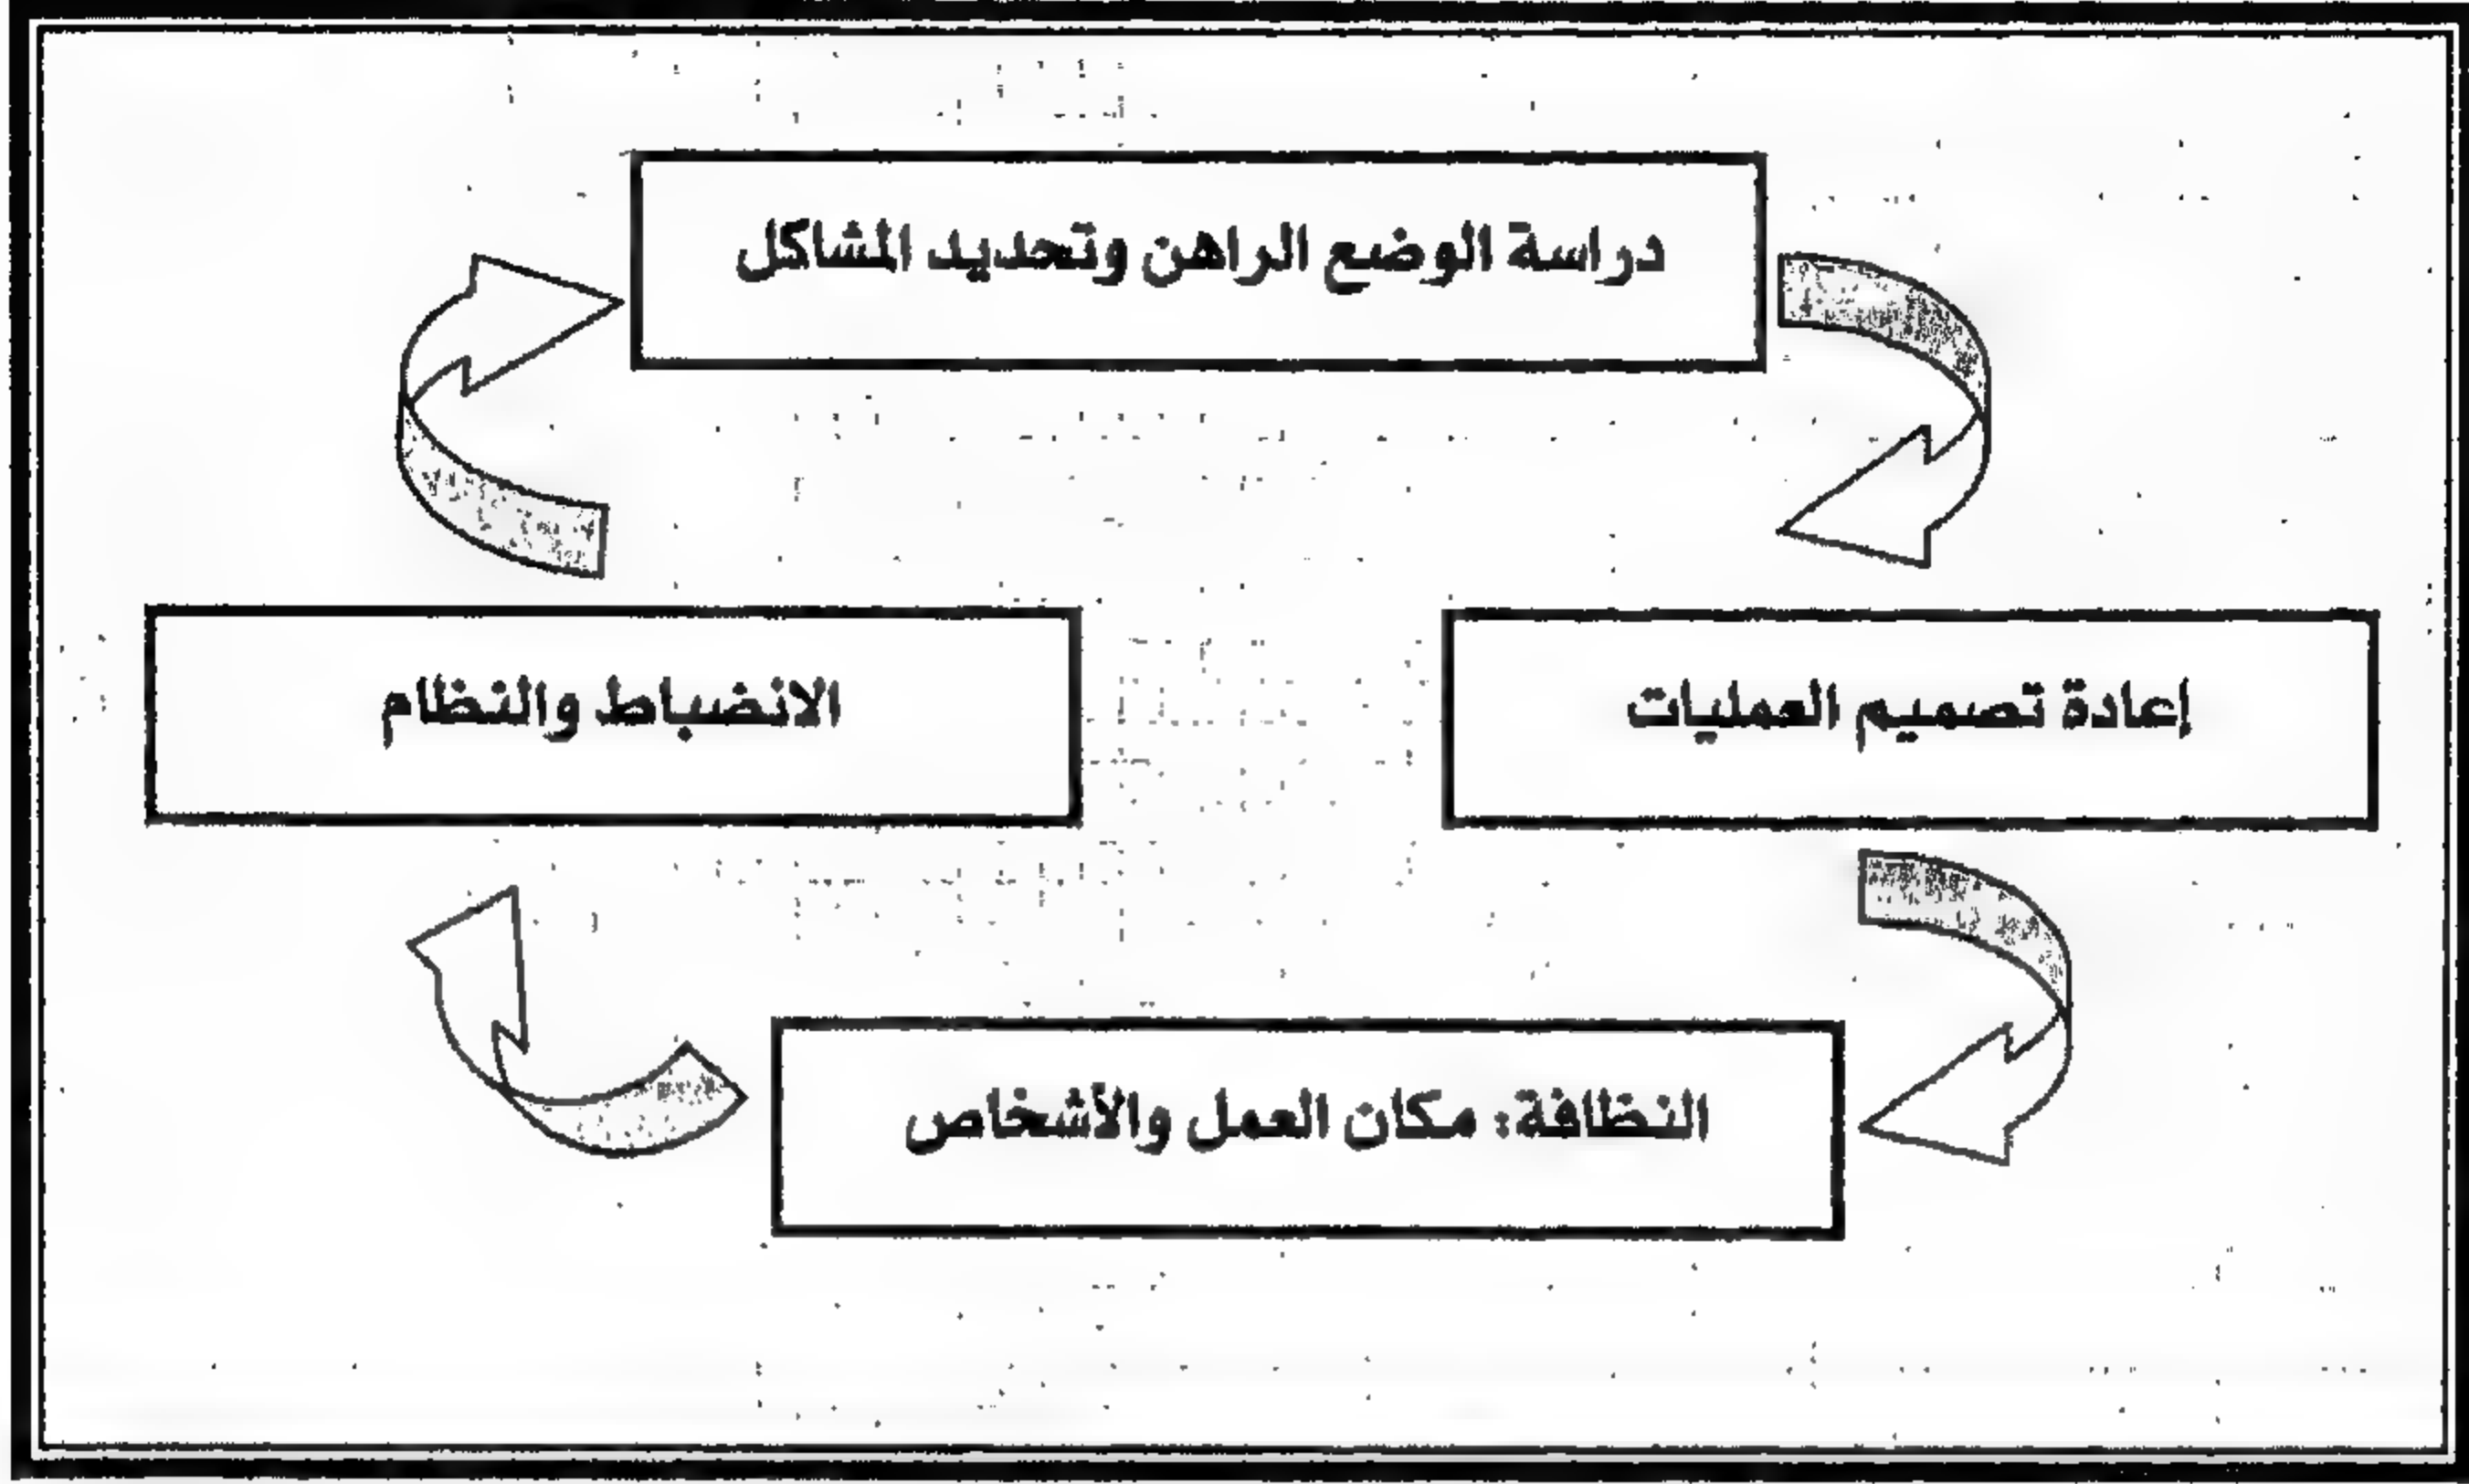 دراسة الوضع الراهن وتحديد المشاكل
إعادة تصميم العمليات
الانضباط والنظام
النظافة: مكان العمل والأشخاص